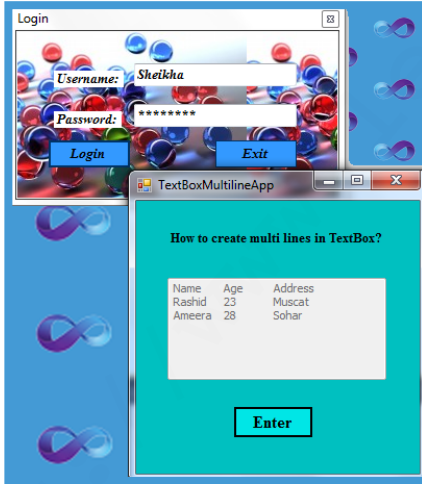 Login
Username: Sheikha
Password: ********
Login Exit
TextBoxMultilineApp
How to create multi lines in TextBox?
Name Age Address
Rashid 23 Muscat
Ameera 28 Sohar
Enter